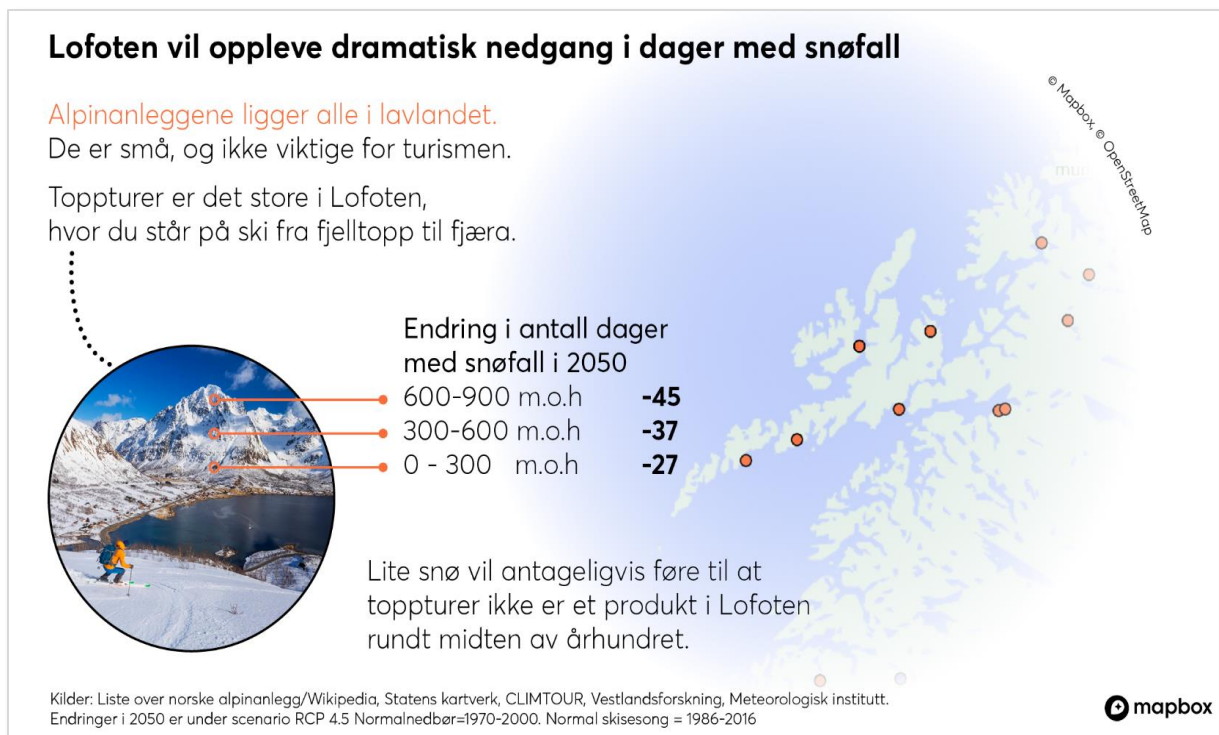 Lofoten vil oppleve dramatisk nedgang i dager med snøfall
Alpinanleggene ligger alle i lavlandet.
De er små, og ikke viktige for turismen.
Toppturer er det store i Lofoten,
hvor du står på ski fra fjelltopp til fjæra.
© Mapbox, © OpenStreetMap
Endring i antall dager
med snøfall i 2050
600-900 m.o.h -45
300-600 m.o.h -37
0 - 300 m.o.h -27
Lite snø vil antageligvis føre til at
toppturer ikke er et produkt i Lofoten
rundt midten av århundret.
Kilder: Liste over norske alpinanlegg/Wikipedia, Statens kartverk, CLIMTOUR, Vestlandsforskning, Meteorologisk institutt.
Endringer i 2050 er under scenario RCP 4.5 Normalnedbør=1970-2000. Normal skisesong = 1986-2016
mapbox